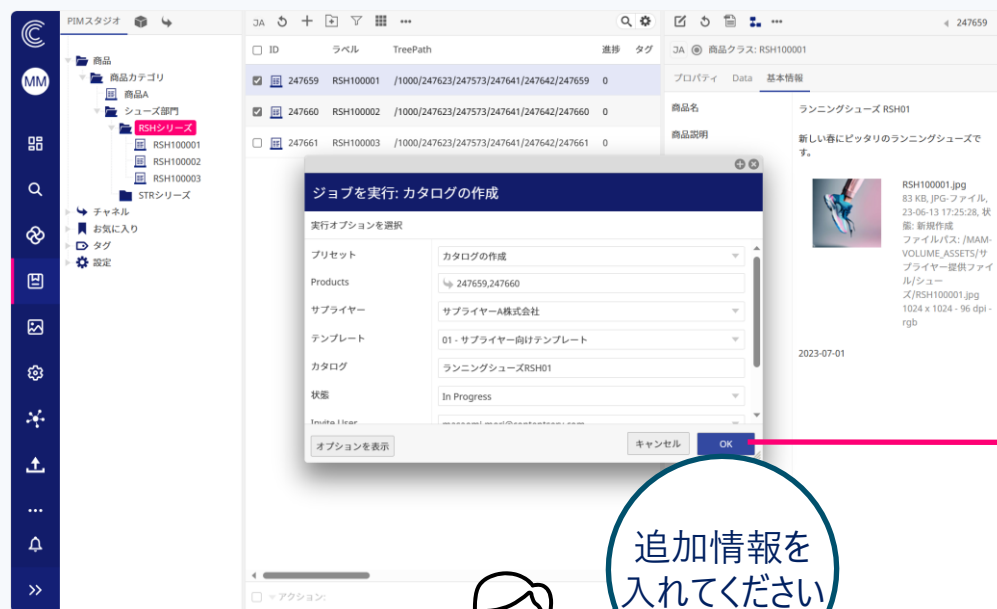 PIMスタジオ
MM
商品
商品カテゴリ
商品A
シューズ部門
RSHシリーズ
RSH100001
RSH100002
RSH100003
STRシリーズ
チャネル
お気に入り
タグ
設定
JA
ID ラベル TreePath 進捗 タグ
247659 RSH100001 /1000/247623/247573/247641/247642/247659 0
247660 RSH100002 /1000/247623/247573/247641/247642/247660 0
247661 RSH100003 /1000/247623/247573/247641/247642/247661 0
アクション:
247659
JA 商品クラス: RSH100001
プロパティ Data 基本情報
商品名 ランニングシューズ RSH01
商品説明 新しい春にピッタリのランニングシューズで
す。
RSH100001.jpg
83 KB, JPG-ファイル,
23-06-13 17:25:28, 状
態: 新規作成
ファイルパス: /MAM-
VOLUME_ASSETS/サ
プライヤー提供ファイ
ル/シュー
ズ/RSH100001.jpg
1024 x 1024 - 96 dpi -
rgb
2023-07-01
ジョブを実行: カタログの作成
実行オプションを選択
プリセット カタログの作成
Products 247659,247660
サプライヤー サプライヤーA株式会社
テンプレート 01 - サプライヤー向けテンプレート
カタログ ランニングシューズRSH01
状態 In Progress
Invite User
オプションを表示 キャンセル OK
追加情報を
入れてください